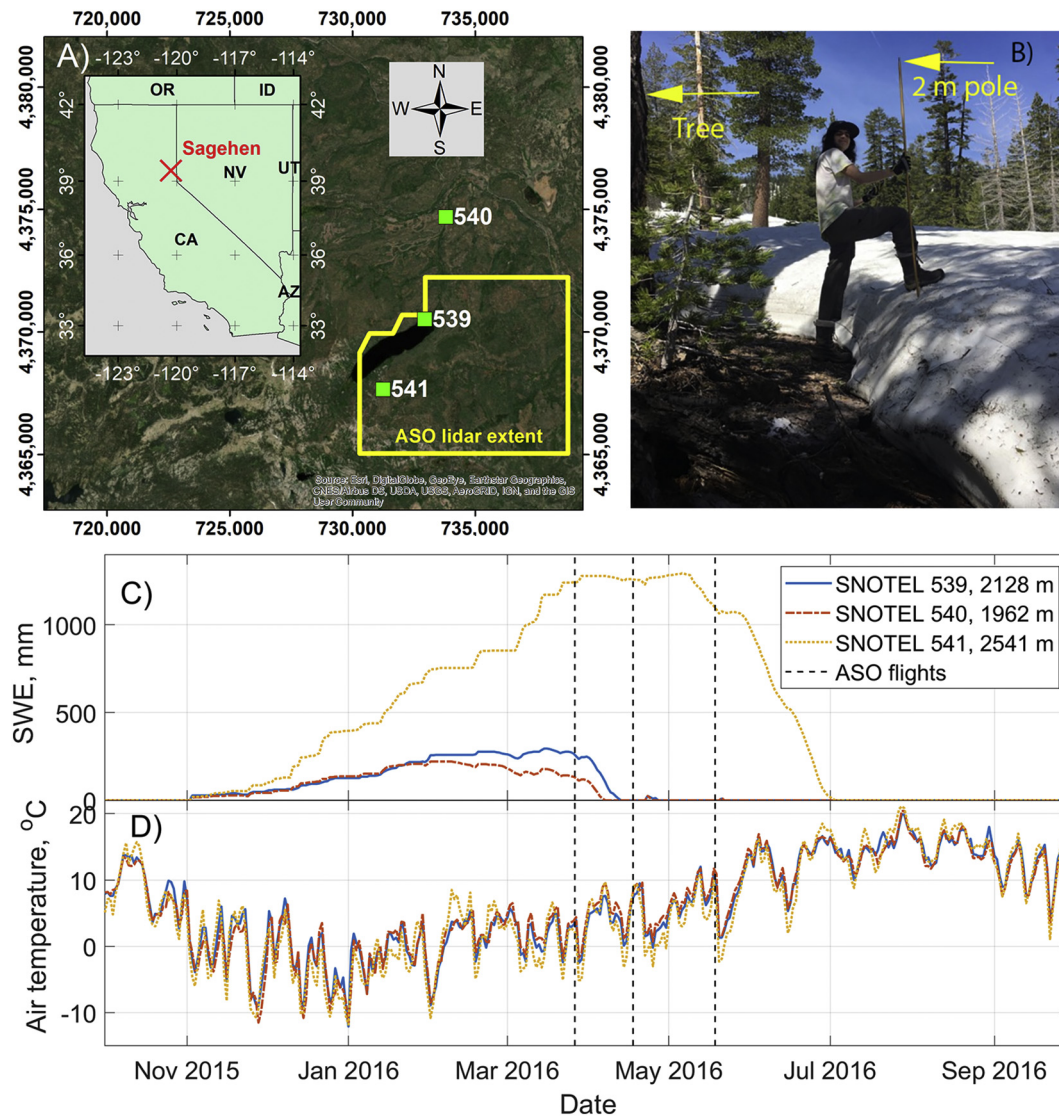 720,000 725,000 730,000 735,000
A)
-123° -120° -117° -114°
OR ID
42° 42°
Sagehen
NV UT
39° 39°
CA
36° 36°
AZ
33° 33°
-123° -120° -117° -114°
N
W E
S
540
539
541
ASO lidar extent
Source: Esri, DigitalGlobe, GeoEye, Earthstar Geographics,
CNES/Airbus DS, USDA, USGS, AeroGRID, IGN, and the GIS
User Community
4,380,000 4,380,000
4,375,000 4,375,000
4,370,000 4,370,000
4,365,000 4,365,000
720,000 725,000 730,000 735,000
B)
2 m pole
Tree
C)
SWE, mm
1000
500
0
SNOTEL 539, 2128 m
SNOTEL 540, 1962 m
SNOTEL 541, 2541 m
ASO flights
D)
Air temperature, °C
20
10
0
-10
Nov 2015 Jan 2016 Mar 2016 May 2016 Jul 2016 Sep 2016
Date